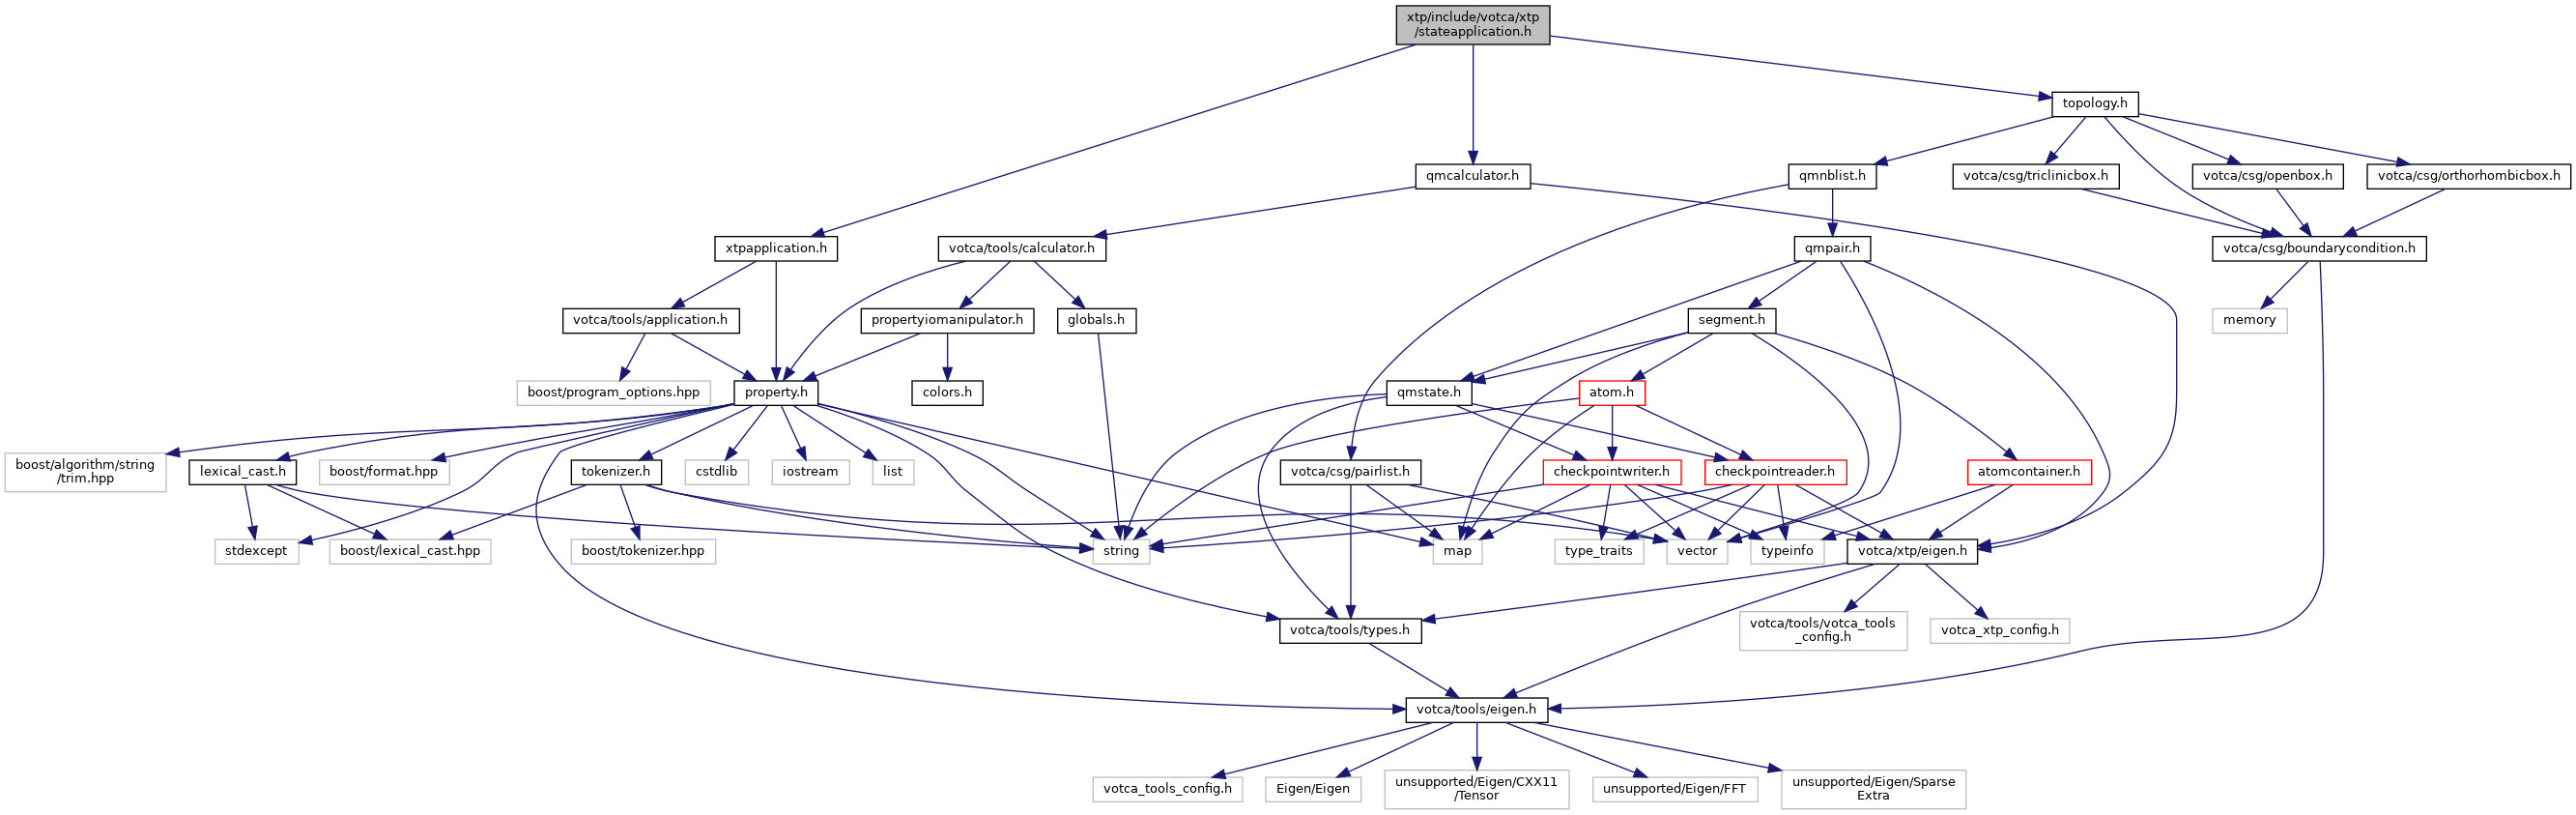 xtp/include/votca/xtp
/stateapplication.h
topology.h
qmcalculator.h
qmnblist.h
votca/csg/triclinicbox.h
votca/csg/openbox.h
votca/csg/orthorhombicbox.h
xtpapplication.h
votca/tools/calculator.h
qmpair.h
votca/csg/boundarycondition.h
votca/tools/application.h
propertyiomanipulator.h
globals.h
segment.h
memory
boost/program_options.hpp
property.h
colors.h
qmstate.h
atom.h
boost/algorithm/string
/trim.hpp
lexical_cast.h
boost/format.hpp
tokenizer.h
cstdlib
iostream
list
votca/csg/pairlist.h
checkpointwriter.h
checkpointreader.h
atomcontainer.h
stdexcept
boost/lexical_cast.hpp
boost/tokenizer.hpp
string
map
type_traits
vector
typeinfo
votca/xtp/eigen.h
votca/tools/types.h
votca/tools/votca_tools
_config.h
votca_xtp_config.h
votca/tools/eigen.h
votca_tools_config.h
Eigen/Eigen
unsupported/Eigen/CXX11
/Tensor
unsupported/Eigen/FFT
unsupported/Eigen/Sparse
Extra